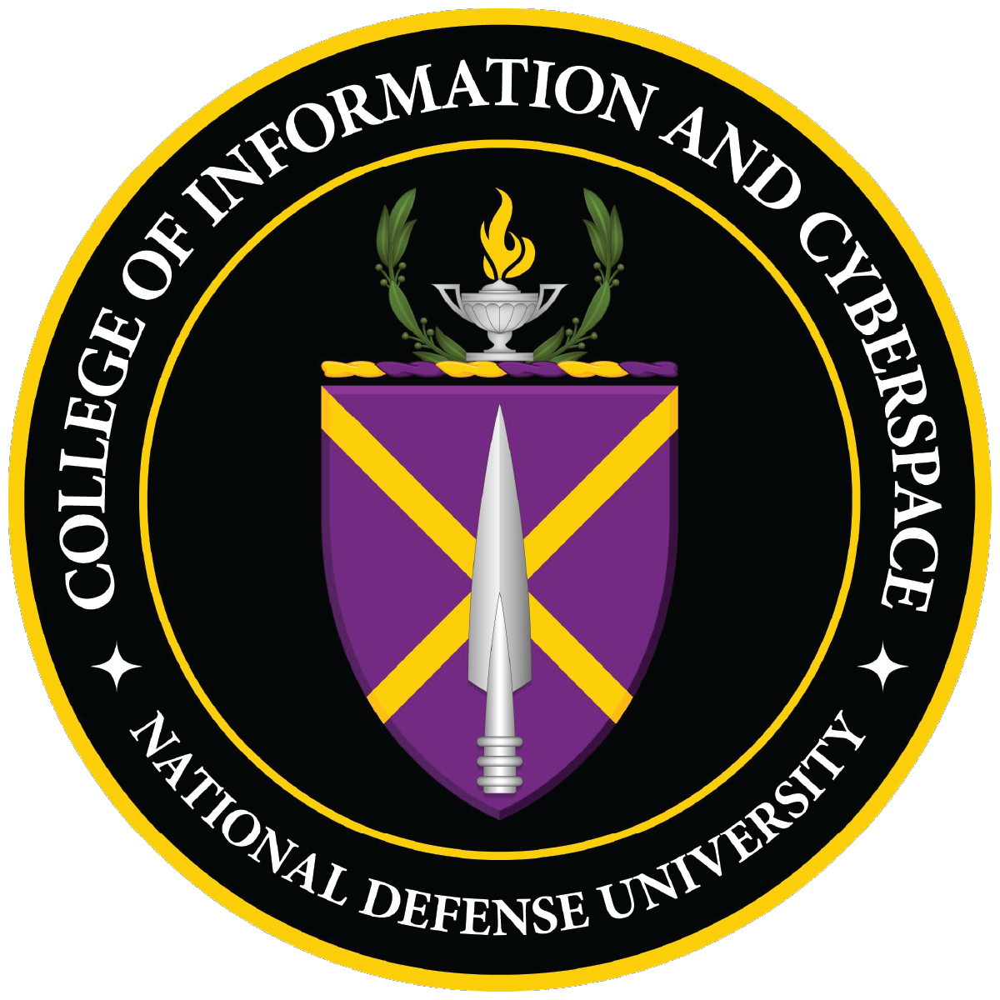 COLLEGE OF INFORMATION AND CYBERSPACE
NATIONAL DEFENSE UNIVERSITY